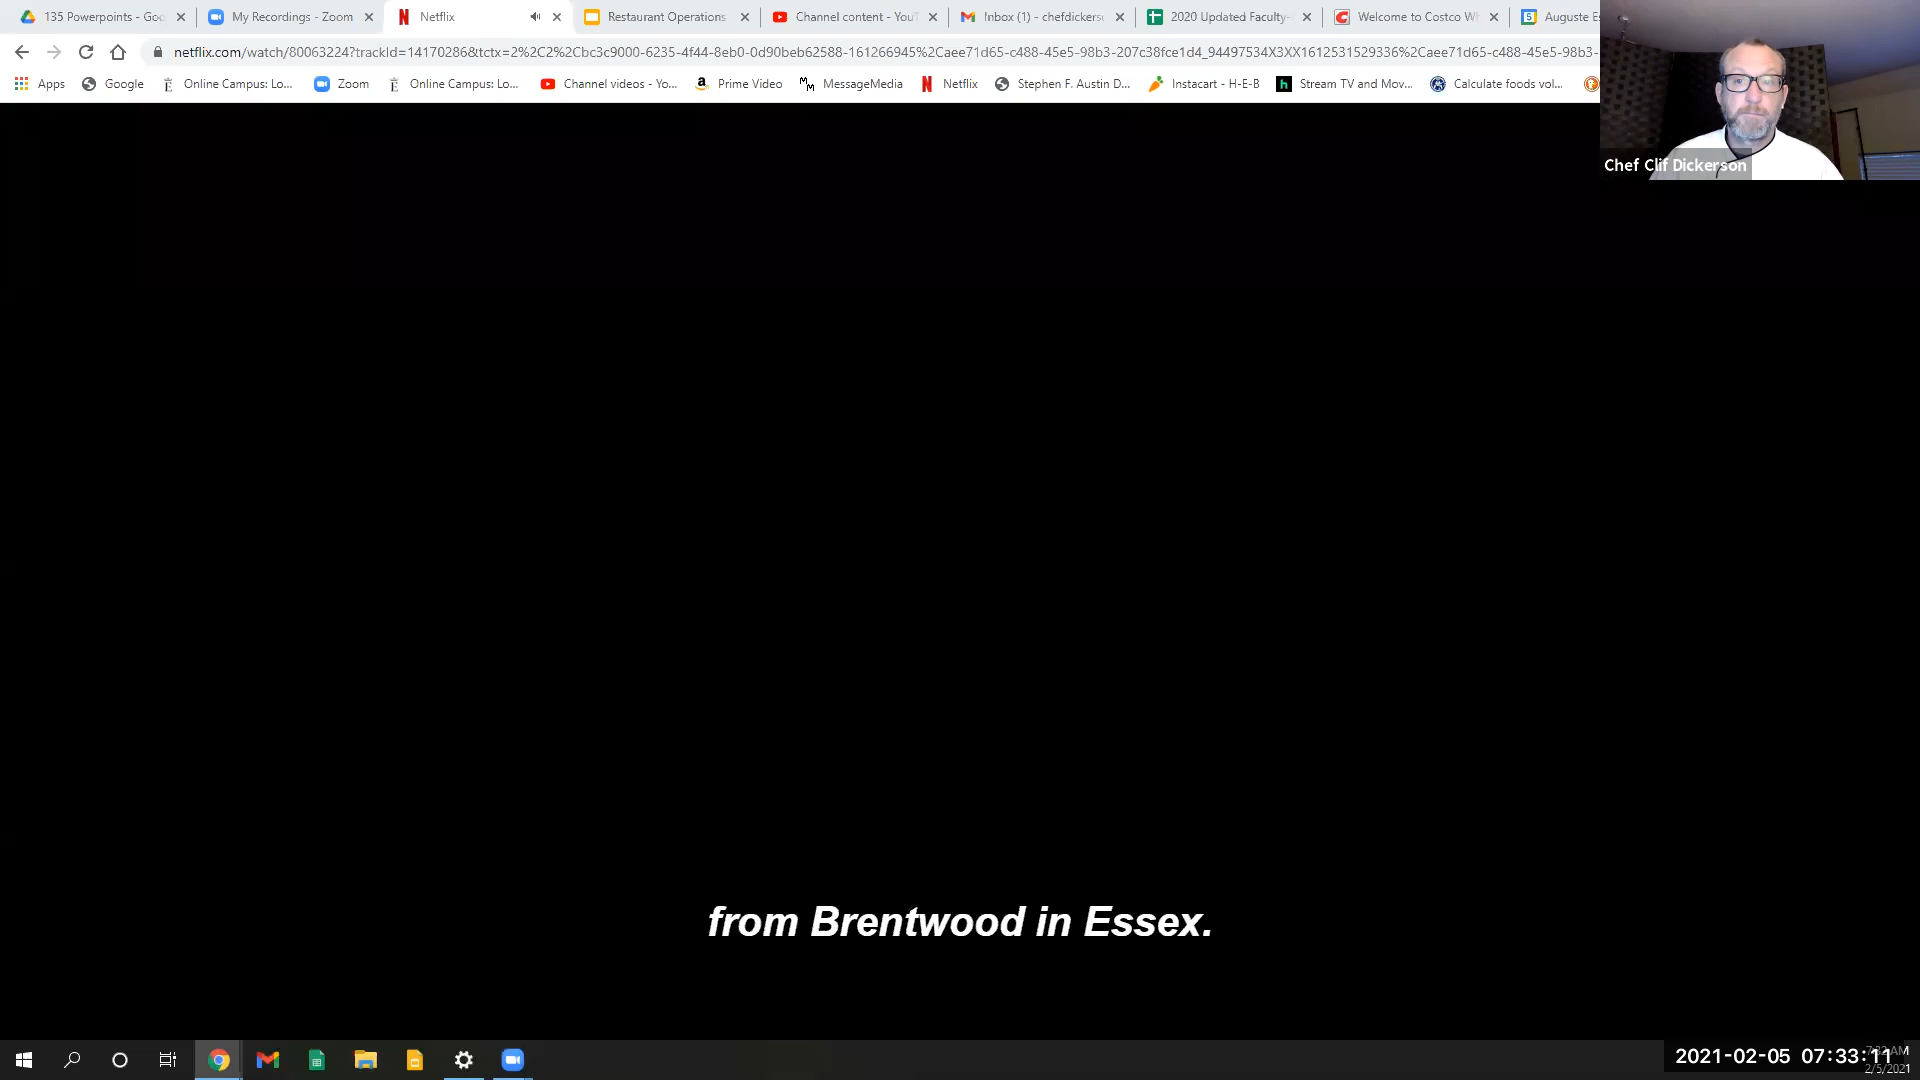 135 Powerpoints - Goo
My Recordings - Zoom
Netflix
Restaurant Operations
Channel content - YouT
Inbox (1) - chefdickers
2020 Updated Faculty-
Welcome to Costco Wh
Auguste Es
netflix.com/watch/80063224?trackId=14170286&tctx=2%2C2%2Cbc3c9000-6235-4f44-8eb0-0d90beb62588-161266945%2Caee71d65-c488-45e5-98b3-207c38fce1d4_94497534X3XX1612531529336%2Caee71d65-c488-45e5-98b3-
Apps
Google
Online Campus: Lo...
Zoom
Online Campus: Lo...
Channel videos - Yo...
Prime Video
MessageMedia
Netflix
Stephen F. Austin D...
Instacart - H-E-B
Stream TV and Mov...
Calculate foods vol...
Chef Clif Dickerson
from Brentwood in Essex.
2021-02-05 07:33:11
2/5/2021